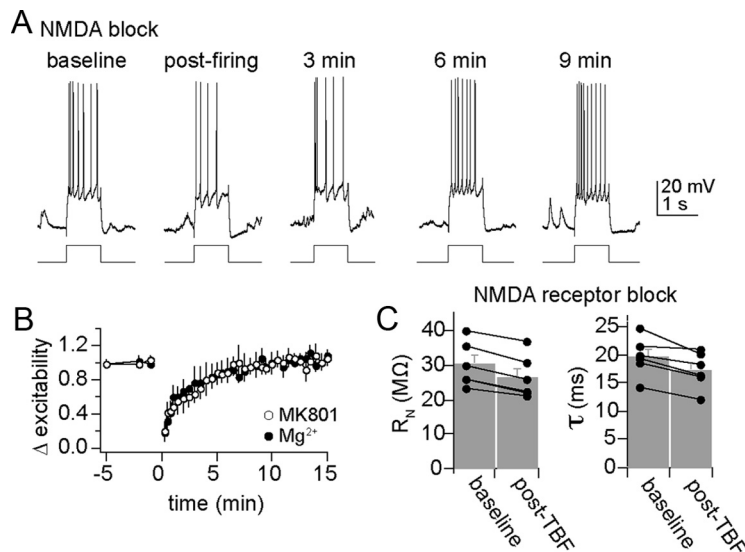 A NMDA block
baseline post-firing 3 min 6 min 9 min
20 mV
1 s
B
Δ excitability
1.2
0.8
0.4
0.0
MK801
Mg2+
-5 0 5 10 15
time (min)
C NMDA receptor block
RN (MΩ)
40
30
20
10
0
baseline
post-TBF
τ (ms)
25
20
15
10
5
0
baseline
post-TBF